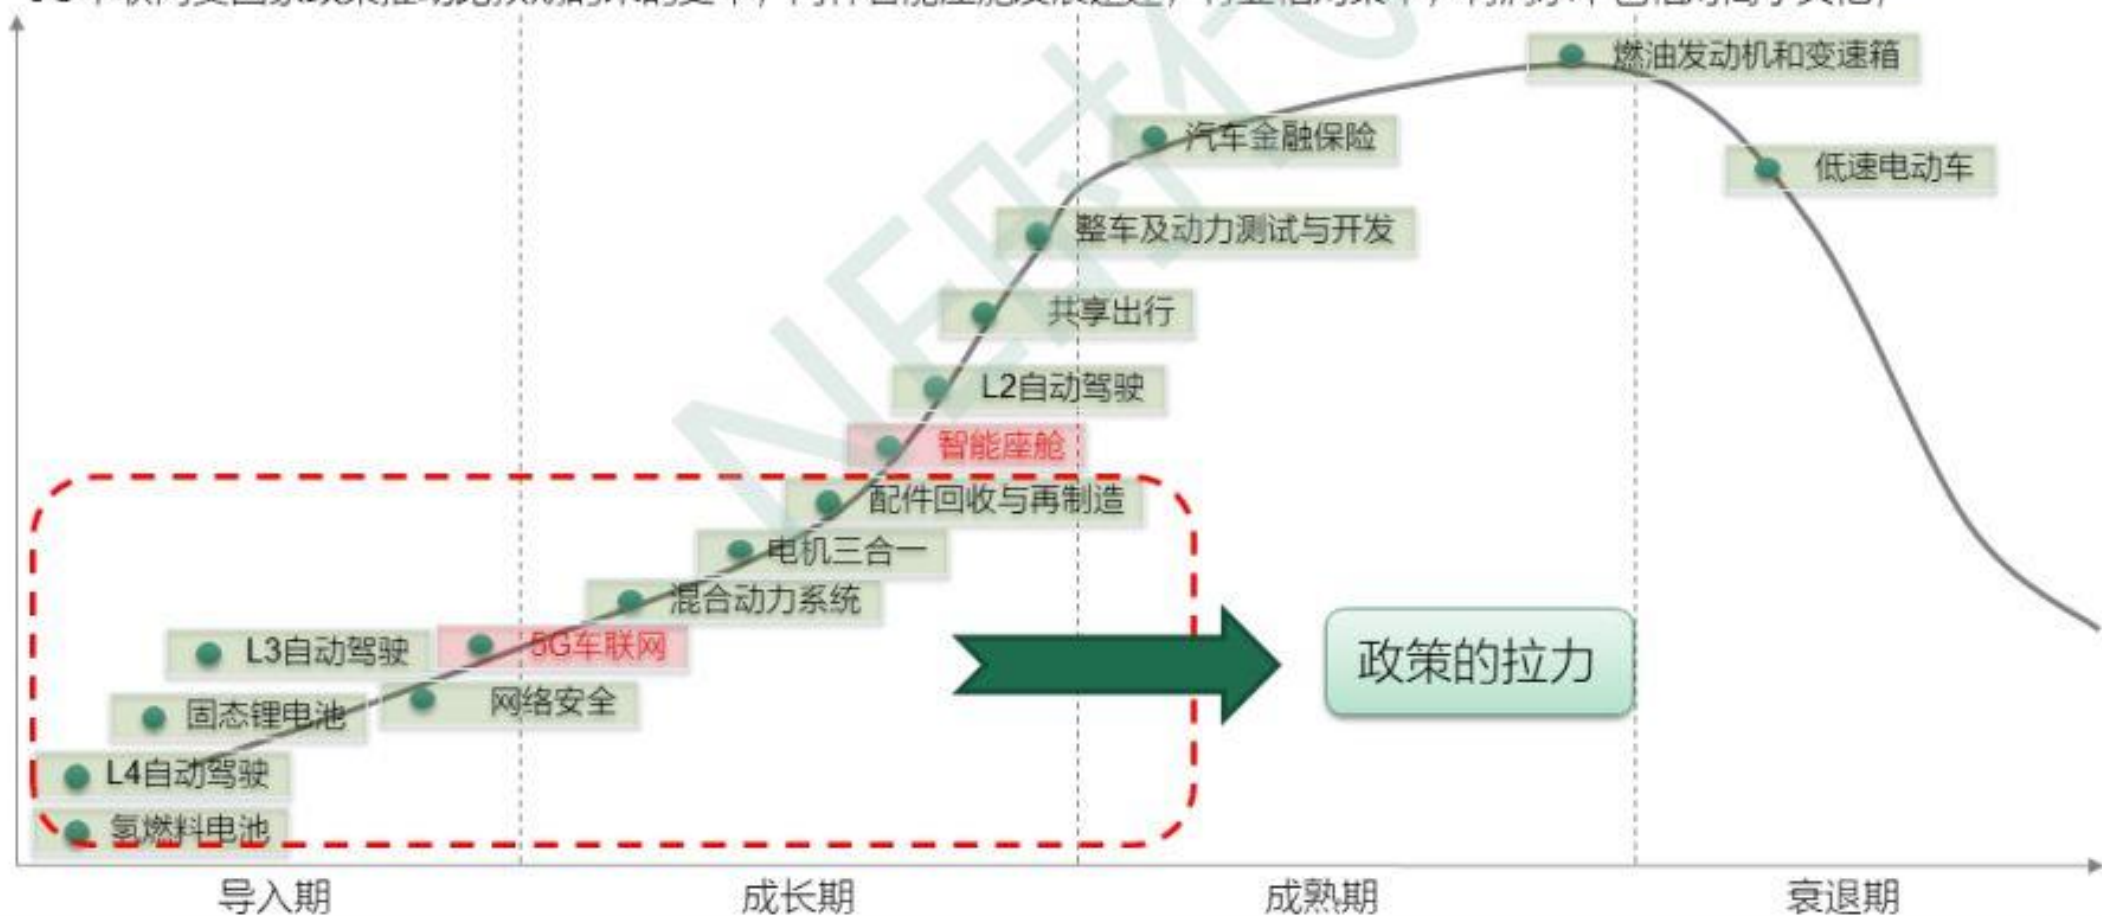 燃油发动机和变速箱
汽车金融保险
低速电动车
整车及动力测试与开发
共享出行
L2自动驾驶
智能座舱
配件回收与再制造
电机三合一
混合动力系统
L3自动驾驶
5G车联网
政策的拉力
固态锂电池
网络安全
L4自动驾驶
氢燃料电池
导入期
成长期
成熟期
衰退期
NE时代